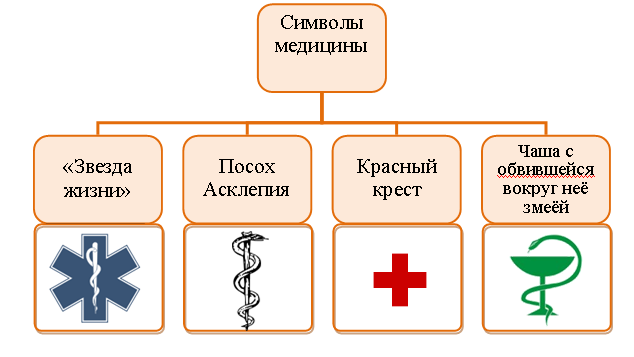 Символы
медицины
«Звезда
жизни»
Посох
Асклепия
Красный
крест
Чаша с
обвившейся
вокруг неё
змеёй